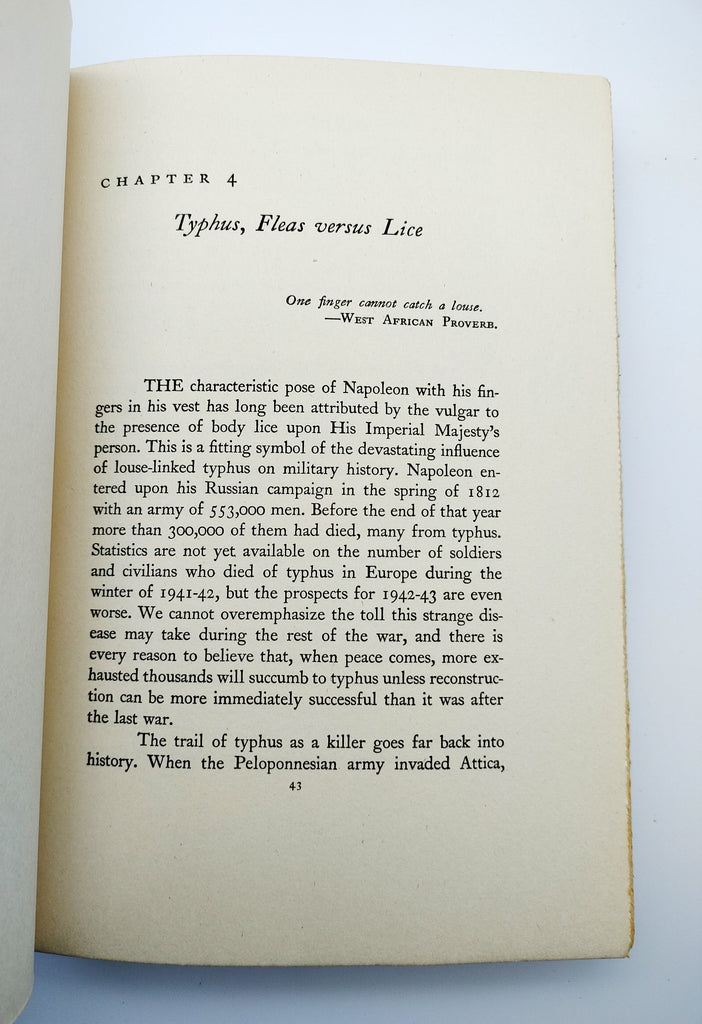 CHAPTER 4
Typhus, Fleas versus Lice
One finger cannot catch a louse.
—WEST AFRICAN PROVERB.
THE characteristic pose of Napoleon with his fin-
gers in his vest has long been attributed by the vulgar to
the presence of body lice upon His Imperial Majesty's
person. This is a fitting symbol of the devastating influence
of louse-linked typhus on military history. Napoleon en-
tered upon his Russian campaign in the spring of 1812
with an army of 553,000 men. Before the end of that year
more than 300,000 of them had died, many from typhus.
Statistics are not yet available on the number of soldiers
and civilians who died of typhus in Europe during the
winter of 1941-42, but the prospects for 1942-43 are even
worse. We cannot overemphasize the toll this strange dis-
ease may take during the rest of the war, and there is
every reason to believe that, when peace comes, more ex-
hausted thousands will succumb to typhus unless reconstruc-
tion can be more immediately successful than it was after
the last war.
The trail of typhus as a killer goes far back into
history. When the Peloponnesian army invaded Attica,
43